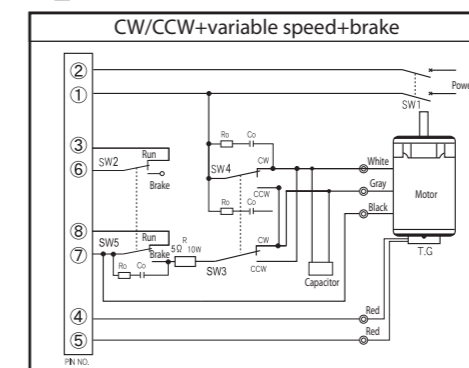 CW/CCW+variable speed+brake
②
①
SW1
Powe
③
⑥
SW2
Run
Brake
Ro Co
SW4
CW
CCW
Ro Co
White
Gray
Black
Motor
T.G
⑧
⑦
SW5
Run
Brake
Ro Co
R
5Ω 10W
SW3
CW
CCW
Capacitor
④
⑤
Red
Red
PIN NO.